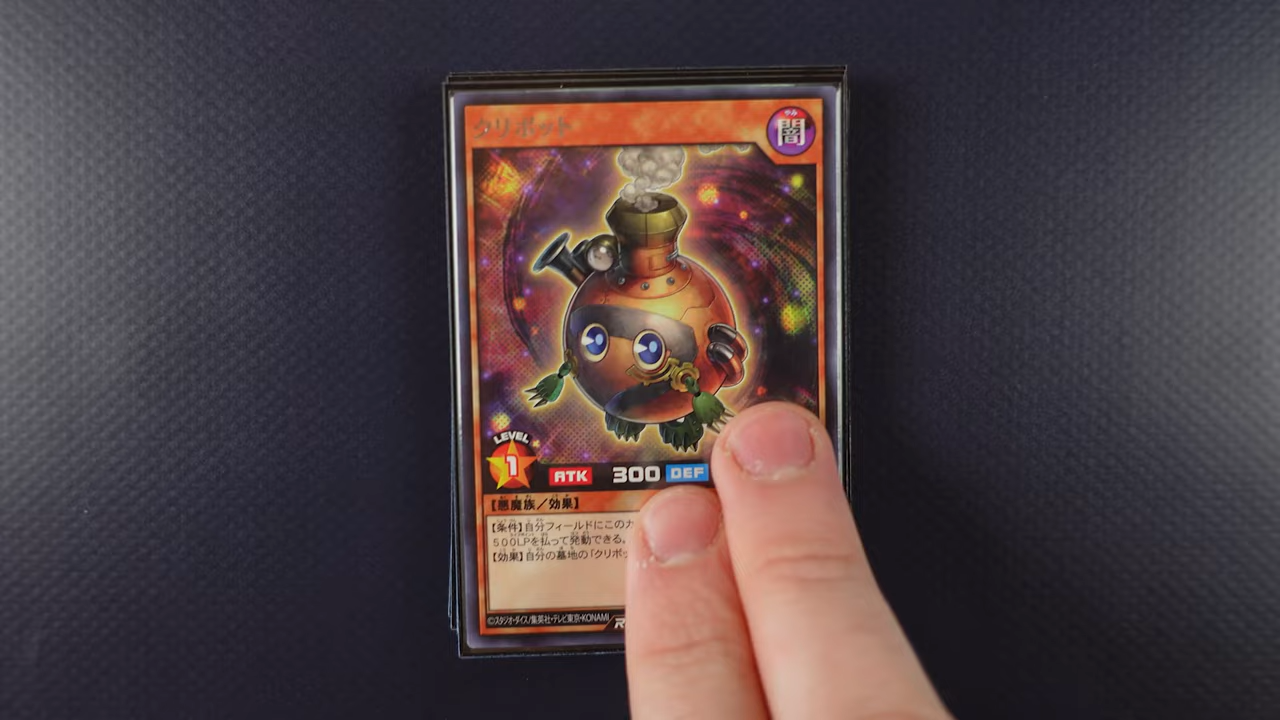 クリボット
闇
LEVEL
1
ATK 300 DEF
【悪魔族/効果】
【条件】自分フィールドにこのカ
500LPを払って発動できる。
【効果】自分の墓地の「クリボッ
©スタジオ・ダイス/集英社・テレビ東京・KONAMI